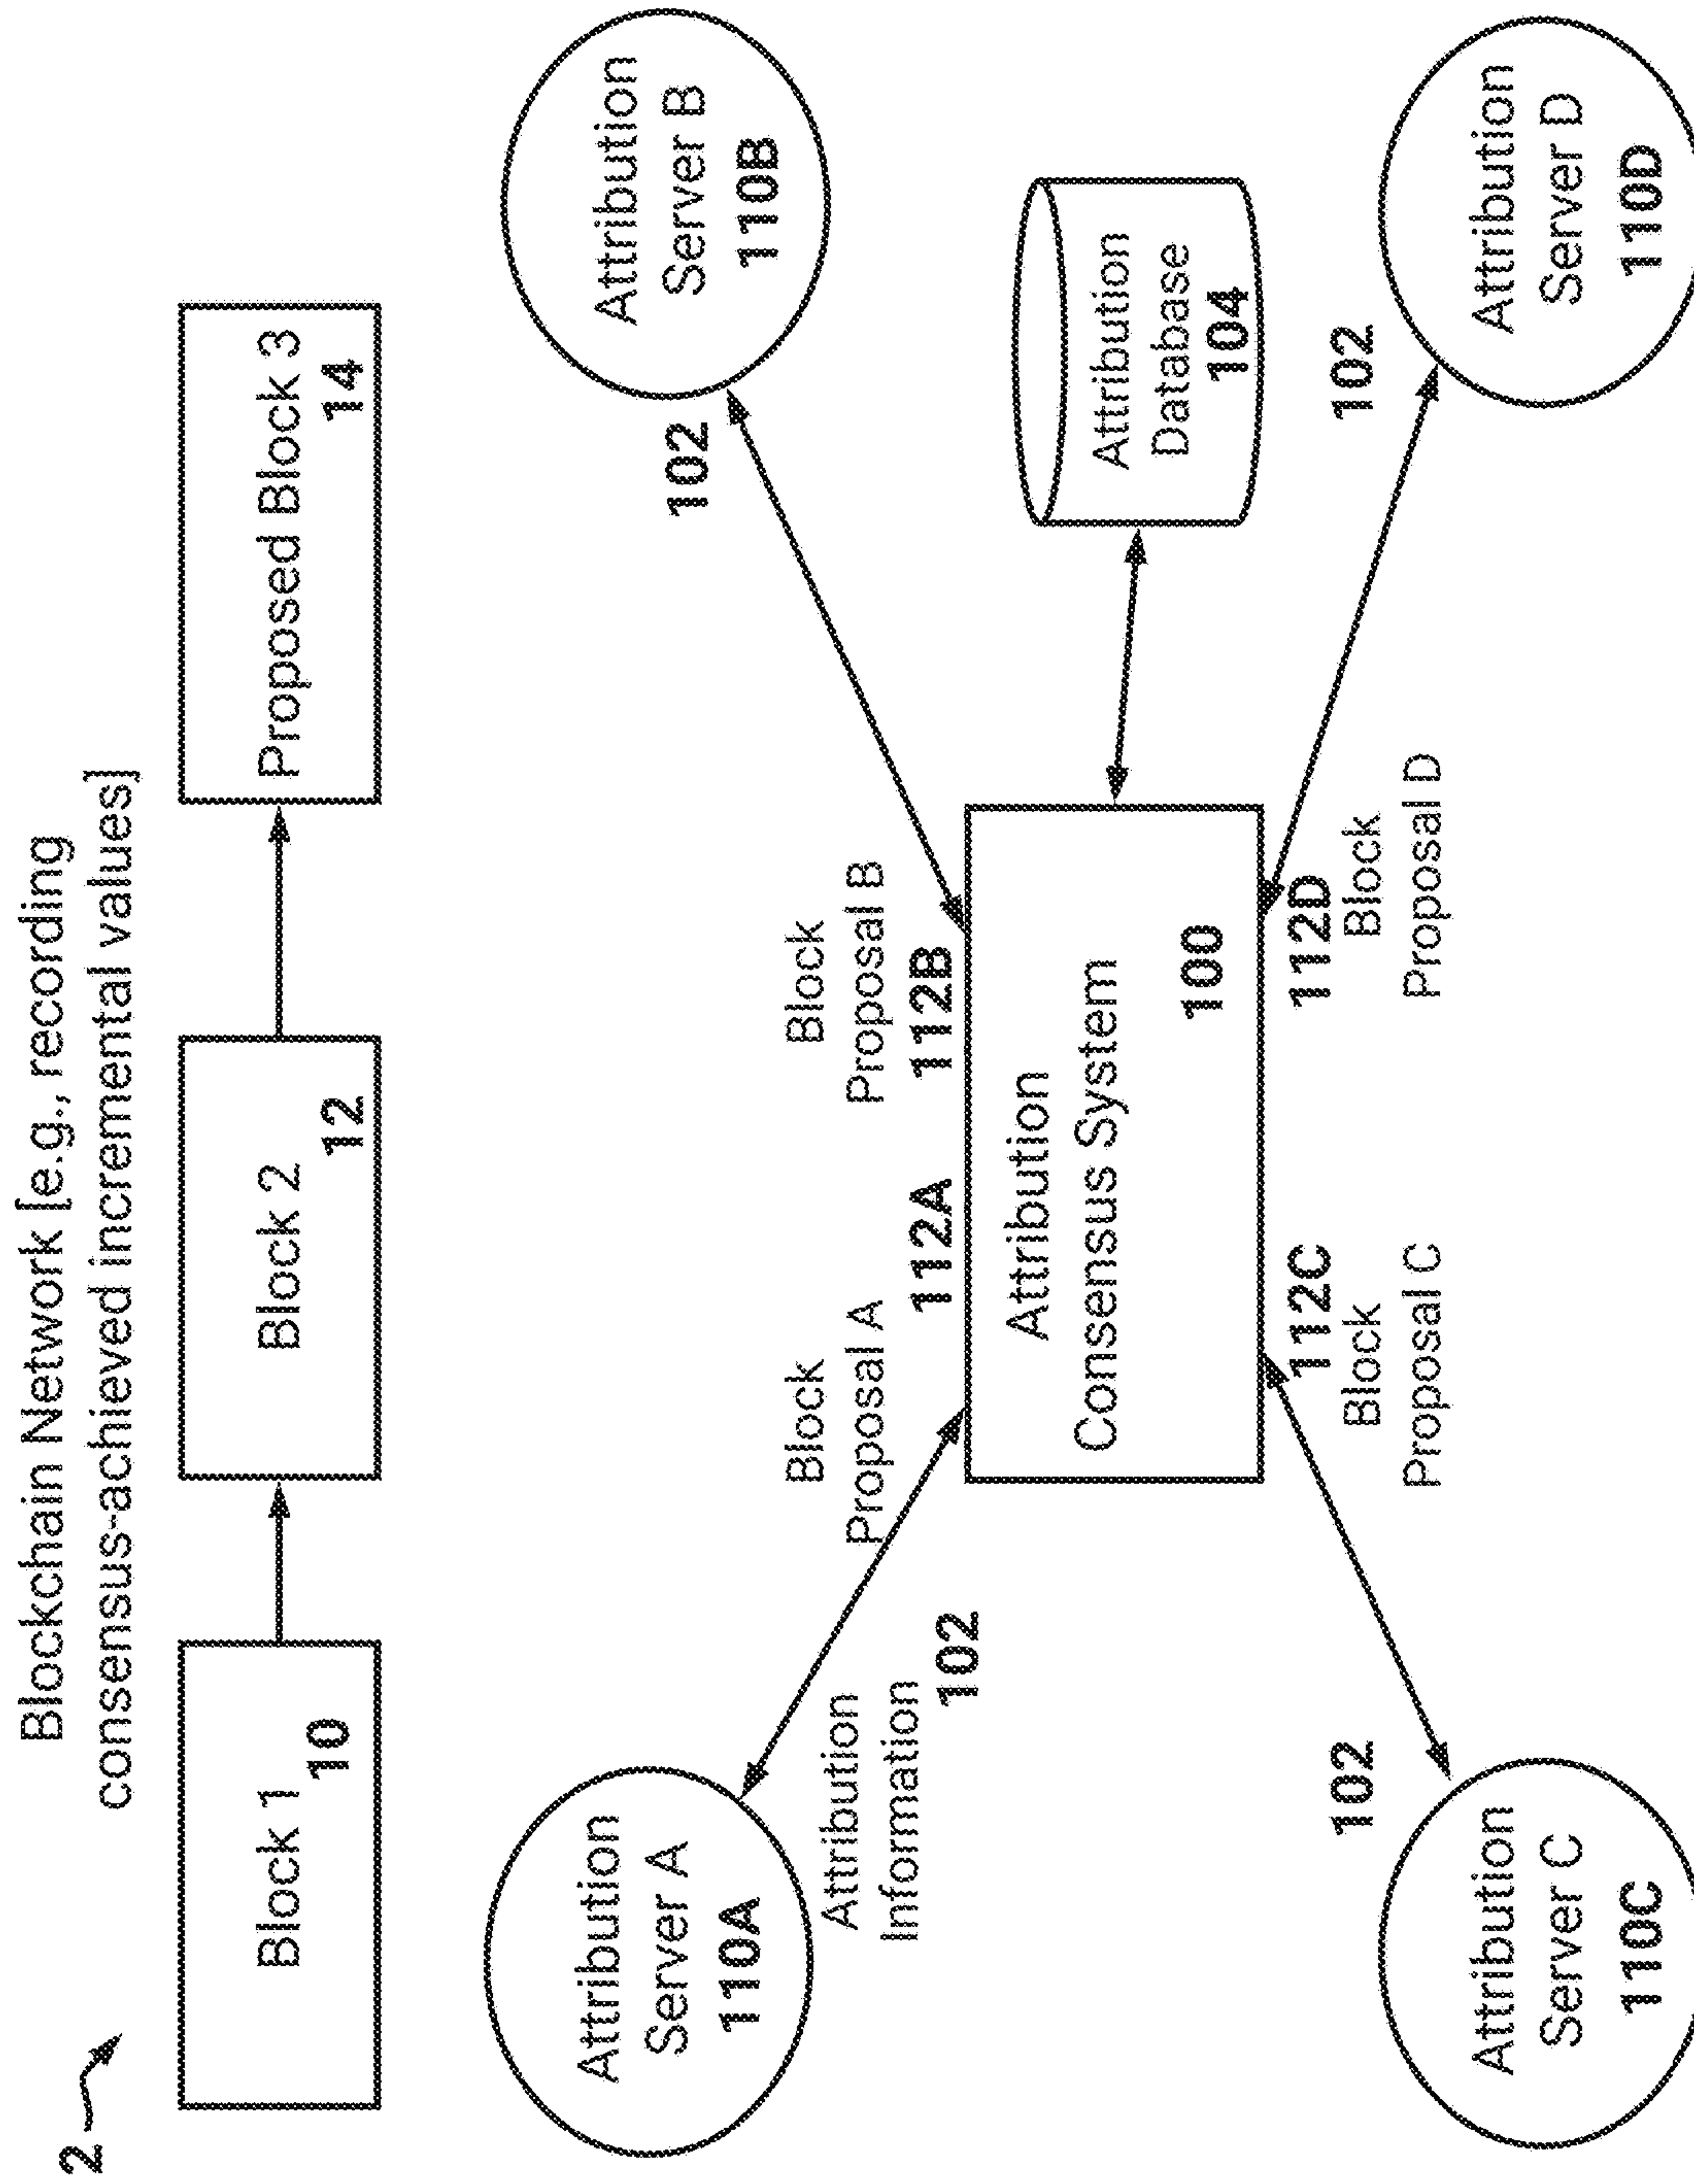 2
Blockchain Network [e.g., recording
consensus-achieved incremental values]
Block 1
10
Block 2
12
Proposed Block 3
14
Attribution
Server A
110A
Attribution
Information
102
Block
Proposal A
112A
Block
Proposal B
112B
102
Attribution
Server B
110B
Attribution
Consensus System
100
Attribution
Database
104
Attribution
Server C
110C
102
112C
Block
Proposal C
112D
Block
Proposal D
102
Attribution
Server D
110D